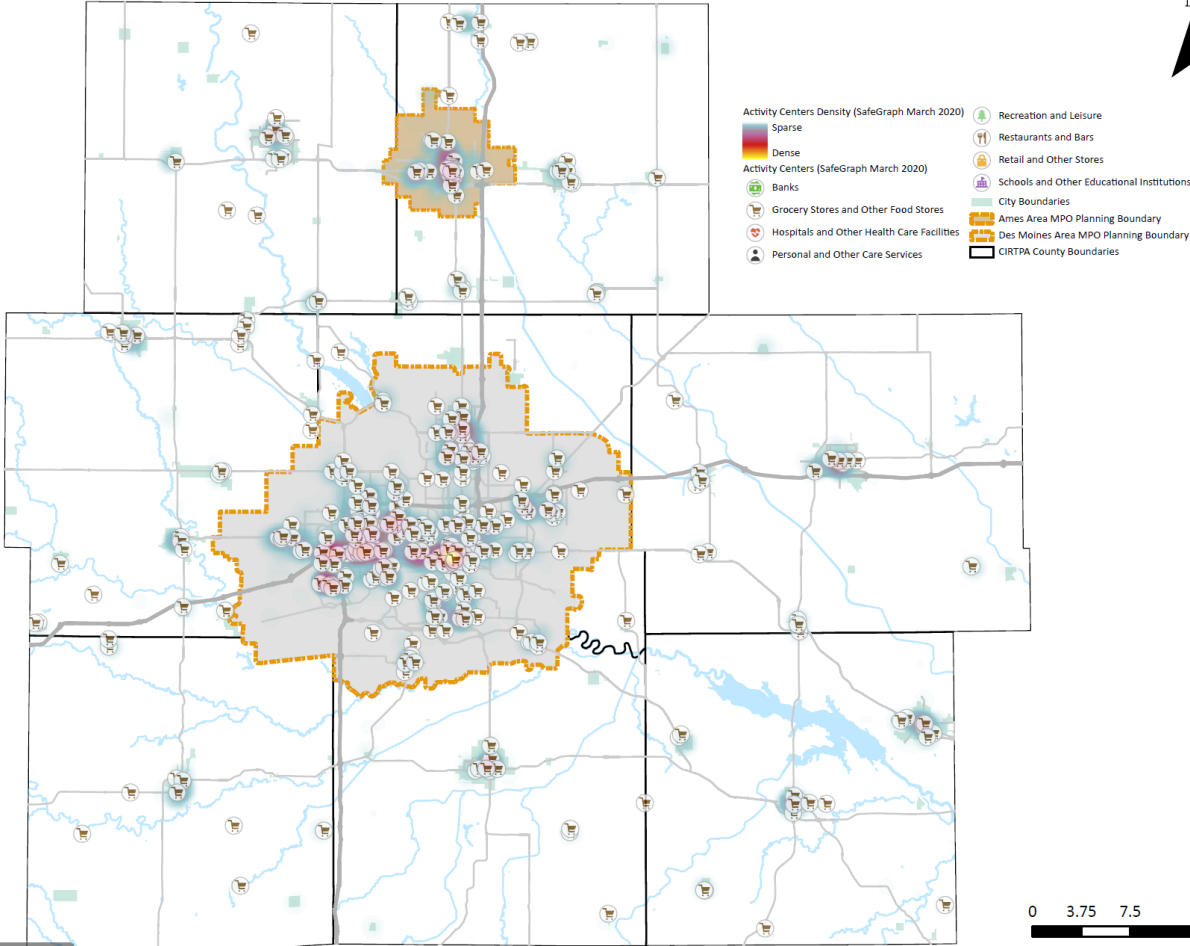 Activity Centers Density (SafeGraph March 2020)
Sparse
Dense
Activity Centers (SafeGraph March 2020)
Banks
Grocery Stores and Other Food Stores
Hospitals and Other Health Care Facilities
Personal and Other Care Services
Recreation and Leisure
Restaurants and Bars
Retail and Other Stores
Schools and Other Educational Institutions
City Boundaries
Ames Area MPO Planning Boundary
Des Moines Area MPO Planning Boundary
CIRTPA County Boundaries
0 3.75 7.5